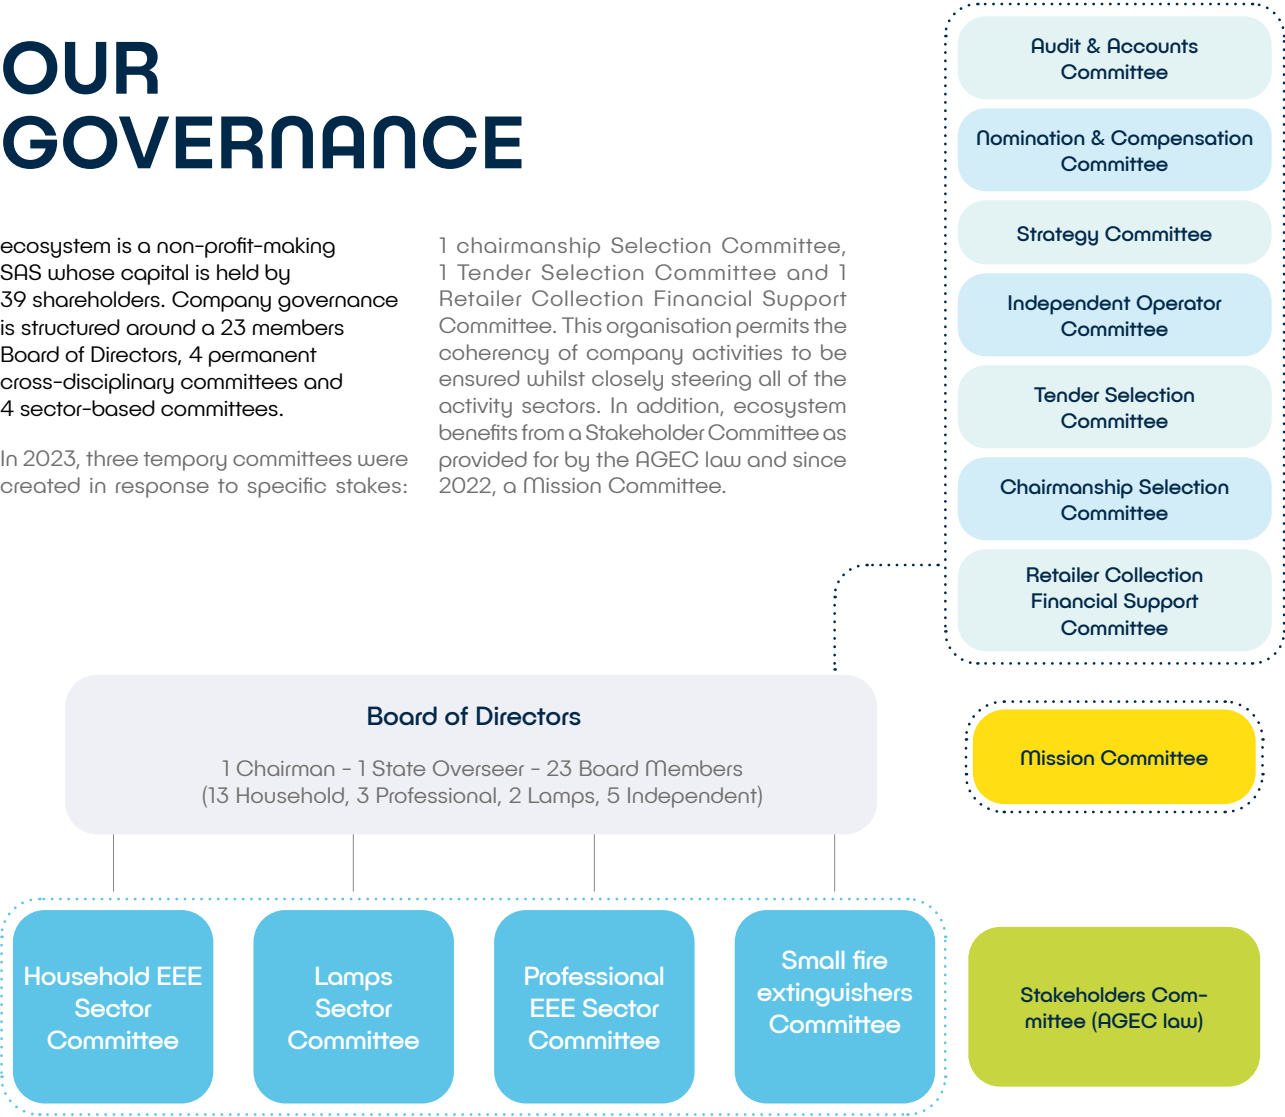 OUR
GOVERNANCE
ecosystem is a non-profit-making
SAS whose capital is held by
39 shareholders. Company governance
is structured around a 23 members
Board of Directors, 4 permanent
cross-disciplinary committees and
4 sector-based committees.
In 2023, three tempory committees were
created in response to specific stakes:
1 chairmanship Selection Committee,
1 Tender Selection Committee and 1
Retailer Collection Financial Support
Committee. This organisation permits the
coherency of company activities to be
ensured whilst closely steering all of the
activity sectors. In addition, ecosystem
benefits from a Stakeholder Committee as
provided for by the AGEC law and since
2022, a Mission Committee.
Audit & Accounts
Committee
Nomination & Compensation
Committee
Strategy Committee
Independent Operator
Committee
Tender Selection
Committee
Chairmanship Selection
Committee
Retailer Collection
Financial Support
Committee
Board of Directors
1 Chairman - 1 State Overseer - 23 Board Members
(13 Household, 3 Professional, 2 Lamps, 5 Independent)
Mission Committee
Household EEE
Sector
Committee
Lamps
Sector
Committee
Professional
EEE Sector
Committee
Small fire
extinguishers
Committee
Stakeholders Com-
mittee (AGEC law)